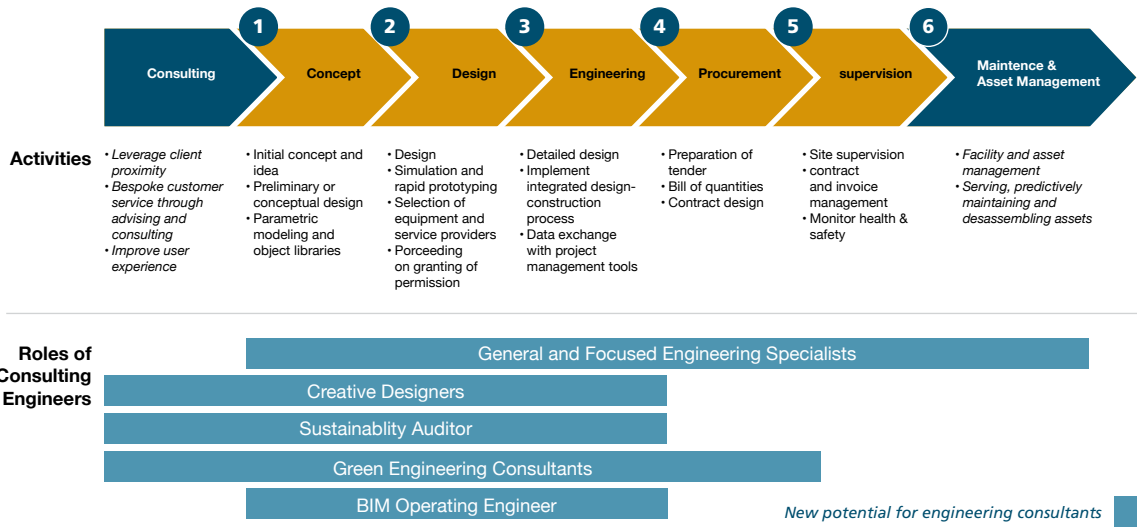 1
2
3
4
5
6
Consulting
Concept
Design
Engineering
Procurement
supervision
Maintence &
Asset Management
Activities
• Leverage client
proximity
• Bespoke customer
service through
advising and
consulting
• Improve user
experience
• Initial concept and
idea
• Preliminary or
conceptual design
• Parametric
modeling and
object libraries
• Design
• Simulation and
rapid prototyping
• Selection of
equipment and
service providers
• Porceeding
on granting of
permission
• Detailed design
• Implement
integrated design-
construction
process
• Data exchange
with project
management tools
• Preparation of
tender
• Bill of quantities
• Contract design
• Site supervision
• contract
and invoice
management
• Monitor health &
safety
• Facility and asset
management
• Serving, predictively
maintaining and
desassembling assets
Roles of
Consulting
Engineers
General and Focused Engineering Specialists
Creative Designers
Sustainablity Auditor
Green Engineering Consultants
BIM Operating Engineer
New potential for engineering consultants